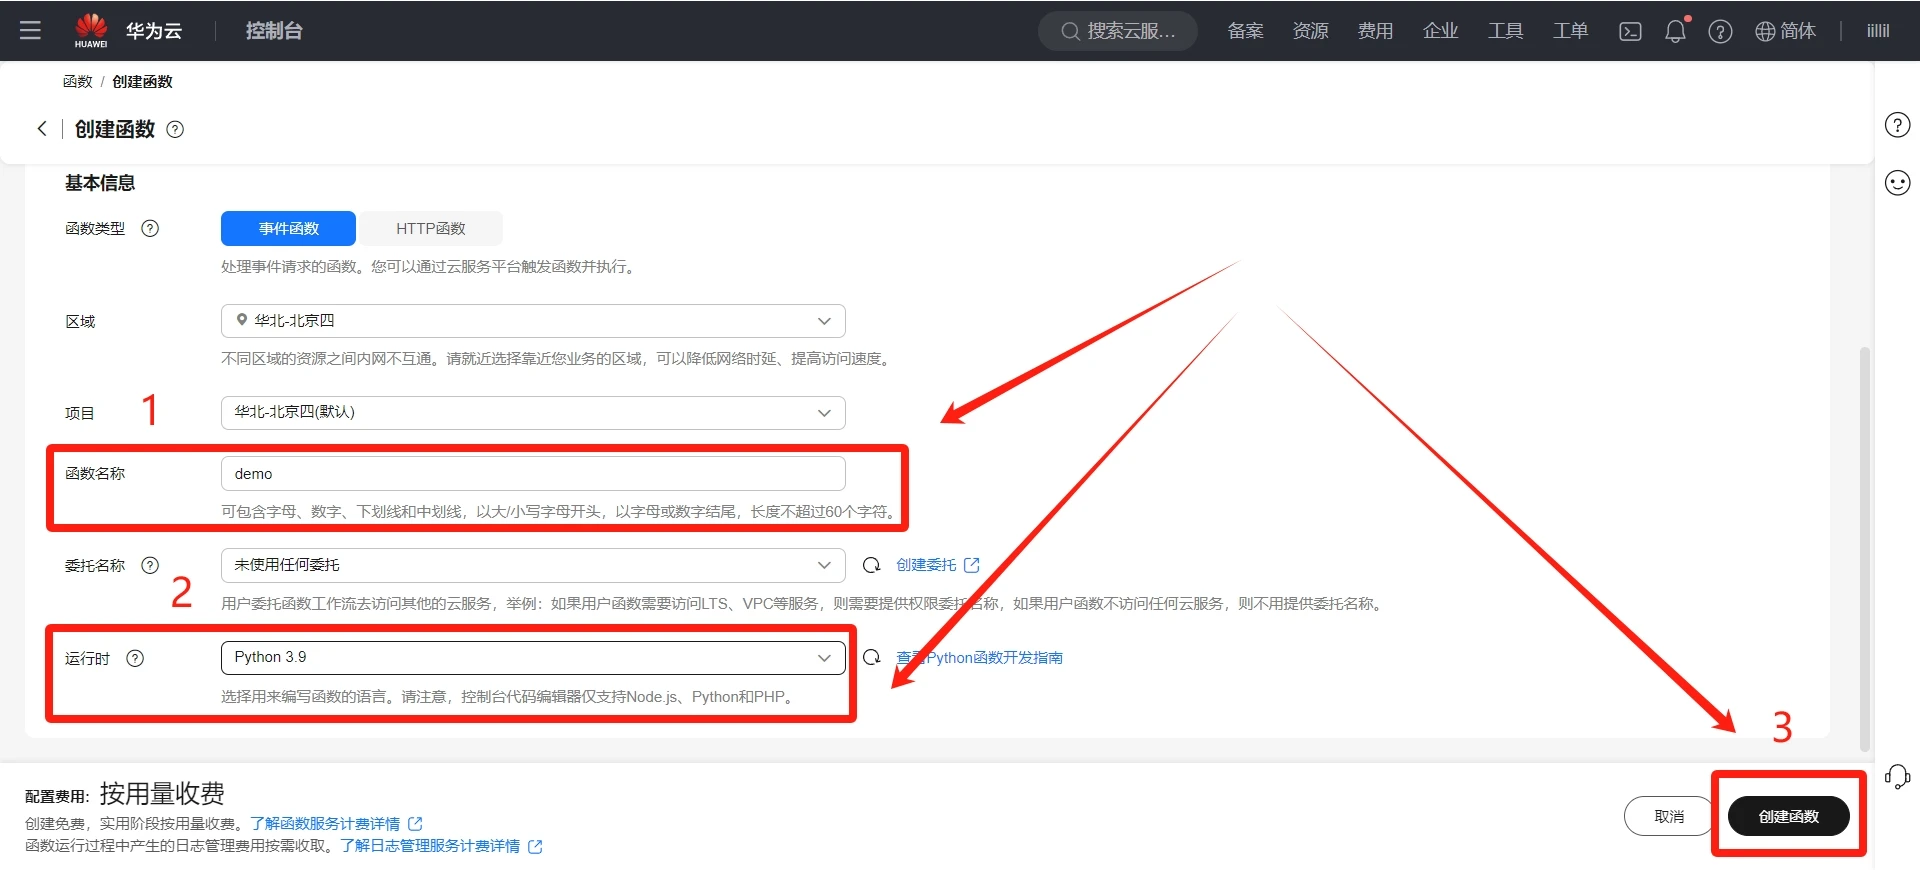 HUAWEI 华为云 控制台 搜索云服... 备案 资源 费用 企业 工具 工单 简体 iillil
函数 / 创建函数
创建函数
基本信息
函数类型 事件函数 HTTP函数
处理事件请求的函数。您可以通过云服务平台触发函数并执行。
区域 华北-北京四
不同区域的资源之间内网不互通。请就近选择靠近您业务的区域，可以降低网络时延、提高访问速度。
项目 1 华北-北京四(默认)
函数名称 demo
可包含字母、数字、下划线和中划线，以大/小写字母开头，以字母或数字结尾，长度不超过60个字符。
委托名称 未使用任何委托 创建委托
2
用户委托函数工作流去访问其他的云服务，举例：如果用户函数需要访问LTS、VPC等服务，则需要提供权限委托名称，如果用户函数不访问任何云服务，则不用提供委托名称。
运行时 Python 3.9 查看Python函数开发指南
选择用来编写函数的语言。请注意，控制台代码编辑器仅支持Node.js、Python和PHP。
3
配置费用: 按用量收费
创建免费，实用阶段按用量收费。了解函数服务计费详情
函数运行过程中产生的日志管理费用按需收取。了解日志管理服务计费详情
取消 创建函数